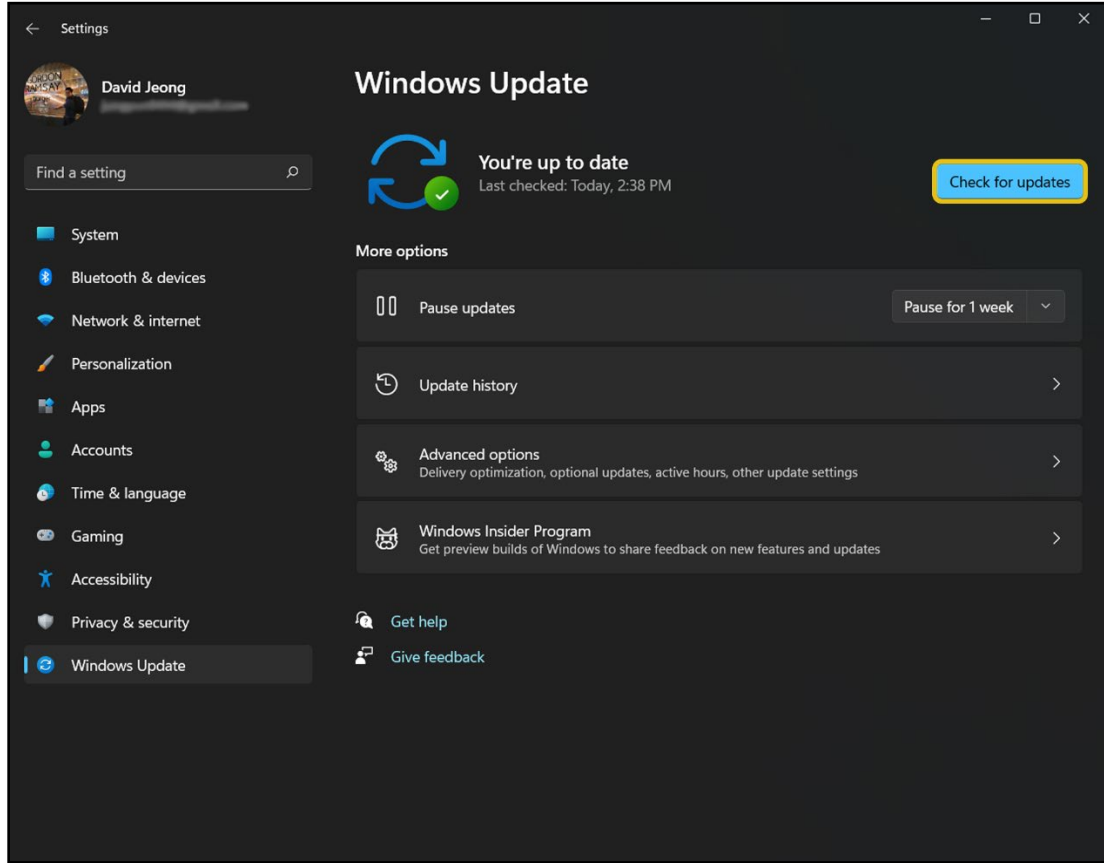 Settings
David Jeong
Find a setting
System
Bluetooth & devices
Network & internet
Personalization
Apps
Accounts
Time & language
Gaming
Accessibility
Privacy & security
Windows Update
Windows Update
You're up to date
Last checked: Today, 2:38 PM
Check for updates
More options
Pause updates
Pause for 1 week
Update history
Advanced options
Delivery optimization, optional updates, active hours, other update settings
Windows Insider Program
Get preview builds of Windows to share feedback on new features and updates
Get help
Give feedback